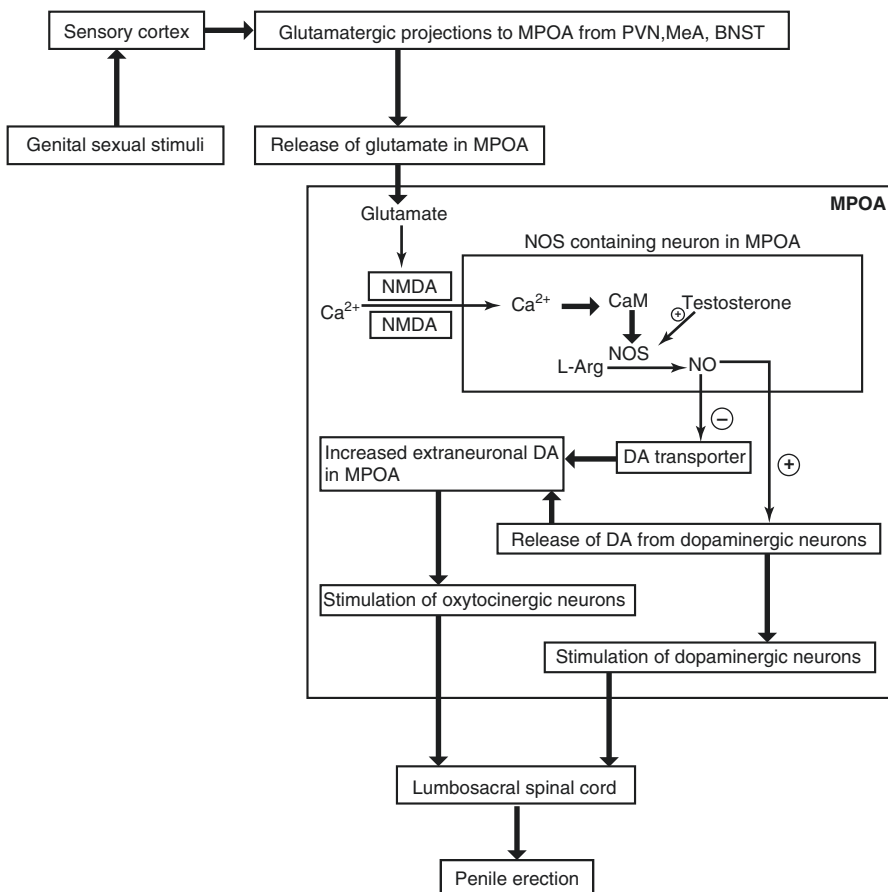 Sensory cortex
Glutamatergic projections to MPOA from PVN,MeA, BNST
Genital sexual stimuli
Release of glutamate in MPOA
MPOA
Glutamate
NOS containing neuron in MPOA
NMDA
Ca²⁺
NMDA
Ca²⁺
CaM
+
Testosterone
NOS
L-Arg
NO
−
Increased extraneuronal DA
in MPOA
DA transporter
+
Release of DA from dopaminergic neurons
Stimulation of oxytocinergic neurons
Stimulation of dopaminergic neurons
Lumbosacral spinal cord
Penile erection